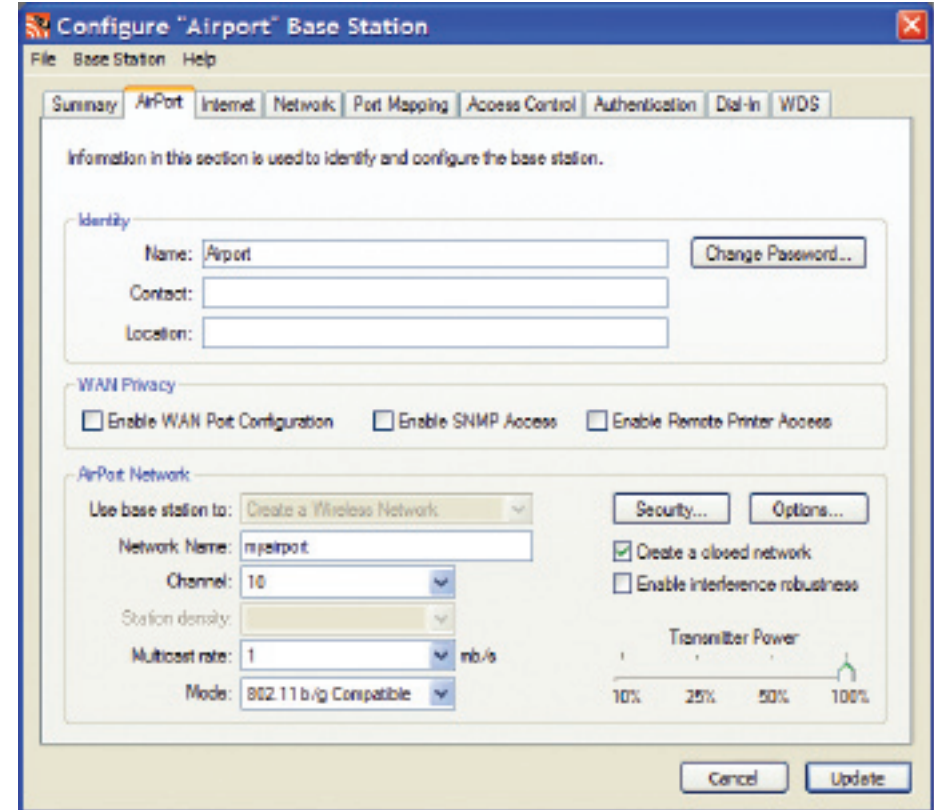 Configure "Airport" Base Station
File Base Station Help
Summary AirPort Internet Network Port Mapping Access Control Authentication Dial-In WDS
Information in this section is used to identify and configure the base station.
Identity
Name: Airport Change Password...
Contact:
Location:
WAN Privacy
Enable WAN Port Configuration Enable SNMP Access Enable Remote Printer Access
AirPort Network
Use base station to: Create a Wireless Network Security... Options...
Network Name: myairport Create a closed network
Channel: 10 Enable interference robustness
Station density:
Transmitter Power
Multicast rate: 1 mb/s
Mode: 802.11b/g Compatible
10% 25% 50% 100%
Cancel Update